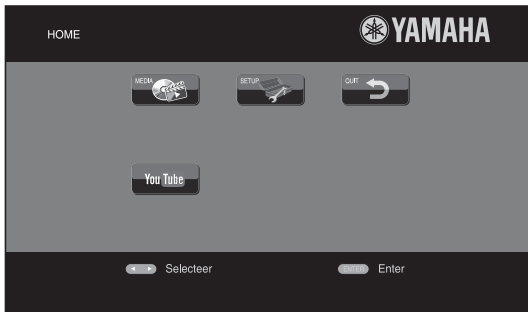 HOME
YAMAHA
MEDIA
SETUP
QUIT
You Tube
Selecteer
ENTER Enter